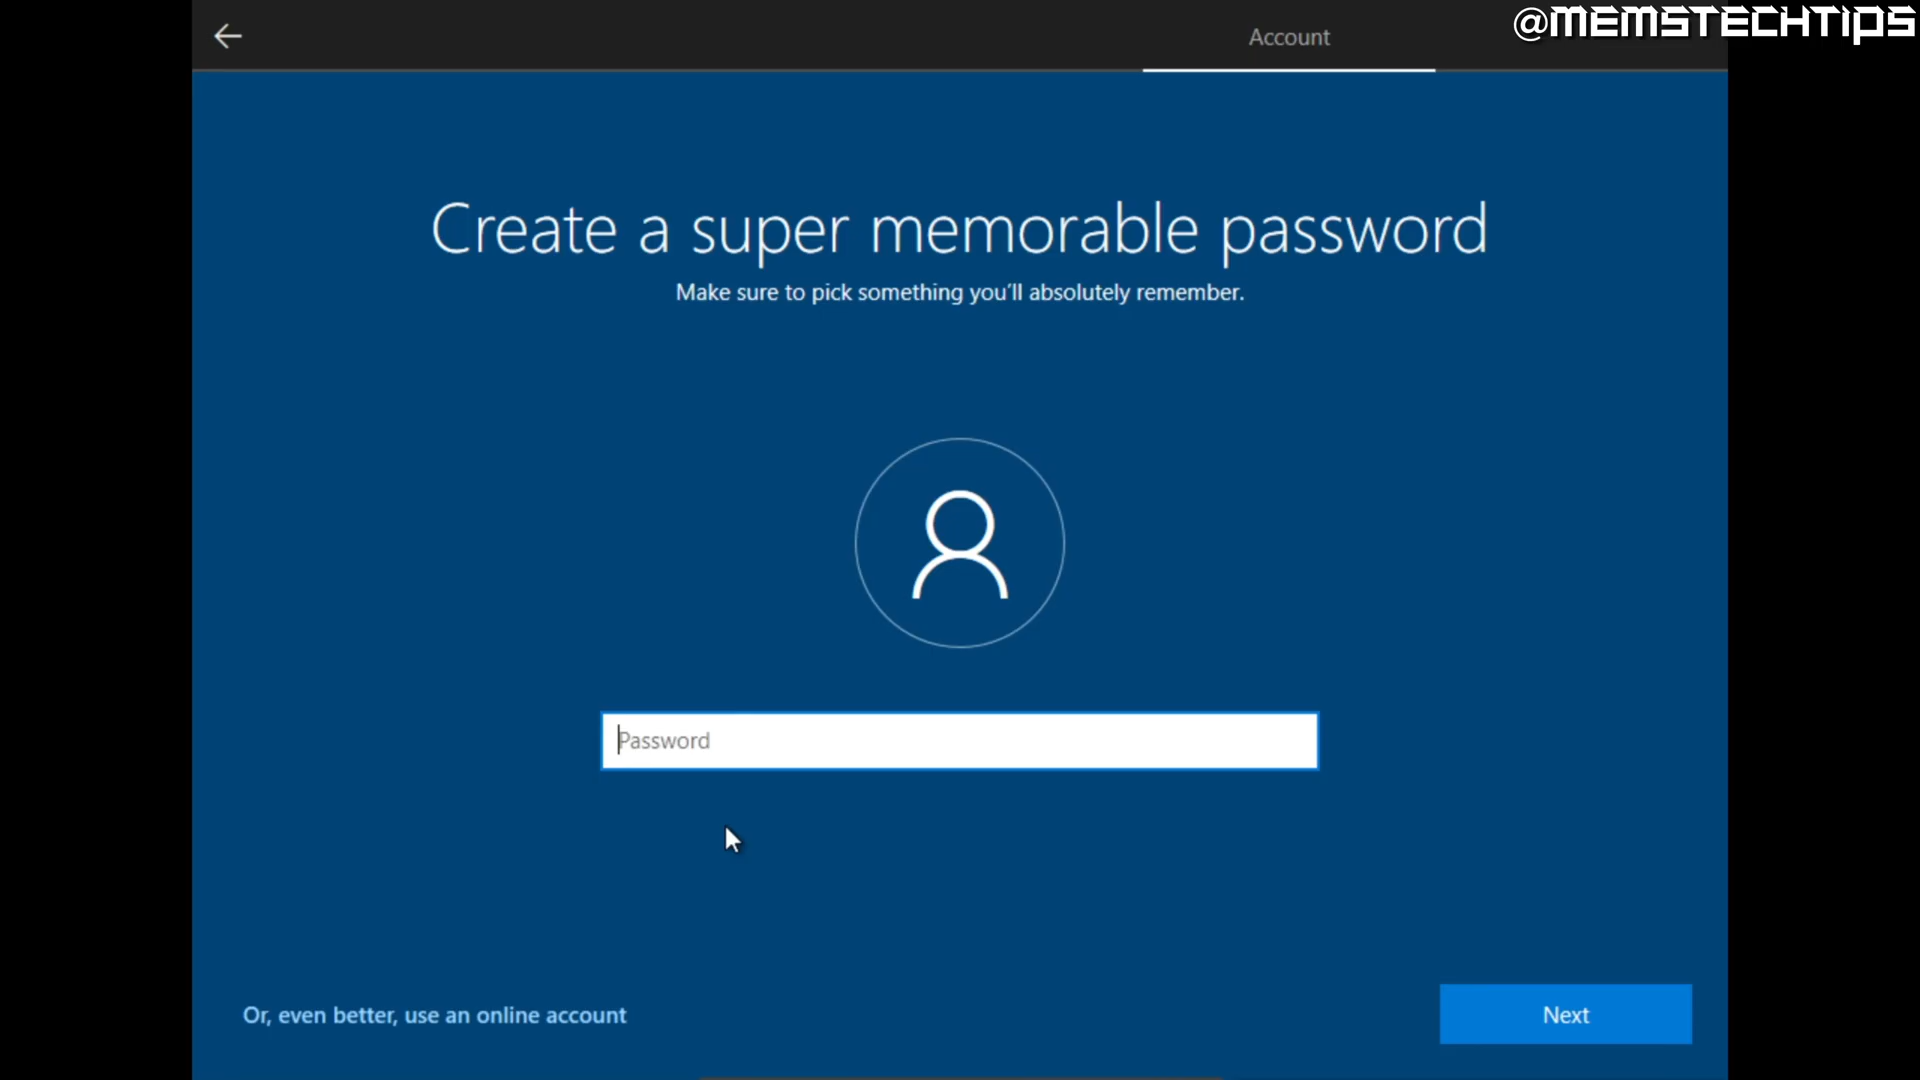 Account
@MEMSTECHTIPS
Create a super memorable password
Make sure to pick something you'll absolutely remember.
Password
Or, even better, use an online account
Next